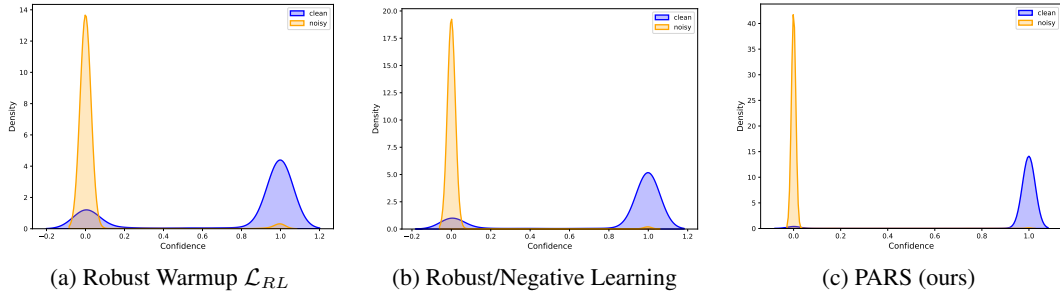 14
12
10
8
6
4
2
0
Density
−0.2 0.0 0.2 0.4 0.6 0.8 1.0 1.2
Confidence
clean
noisy
(a) Robust Warmup ℒ_RL
20.0
17.5
15.0
12.5
10.0
7.5
5.0
2.5
0.0
Density
−0.2 0.0 0.2 0.4 0.6 0.8 1.0 1.2
Confidence
clean
noisy
(b) Robust/Negative Learning
40
35
30
25
20
15
10
5
0
Density
0.0 0.2 0.4 0.6 0.8 1.0
Confidence
clean
noisy
(c) PARS (ours)